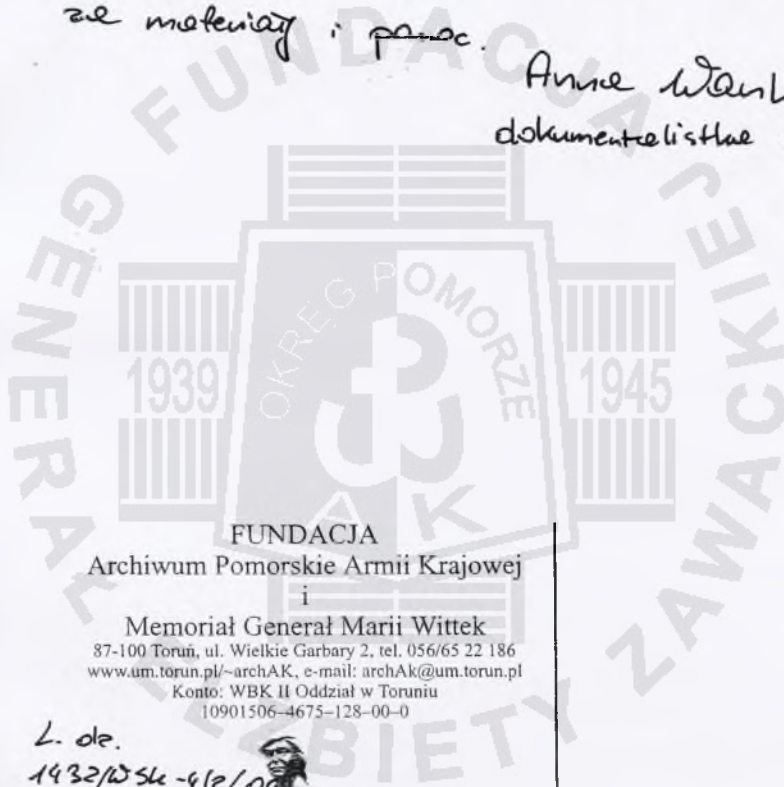 za materiały i pomoc.
Anna
dokumentalistka
FUNDACJA GENERAŁ ELŻBIETY ZAWACKIEJ
OKRĘG POMORZE
1939
1945
AK
FUNDACJA
Archiwum Pomorskie Armii Krajowej
i
Memoriał Generał Marii Wittek
87-100 Toruń, ul. Wielkie Garbary 2, tel. 056/65 22 186
www.um.torun.pl/~archAK, e-mail: archAk@um.torun.pl
Konto: WBK II Oddział w Toruniu
10901506–4675–128–00–0
L. dz.